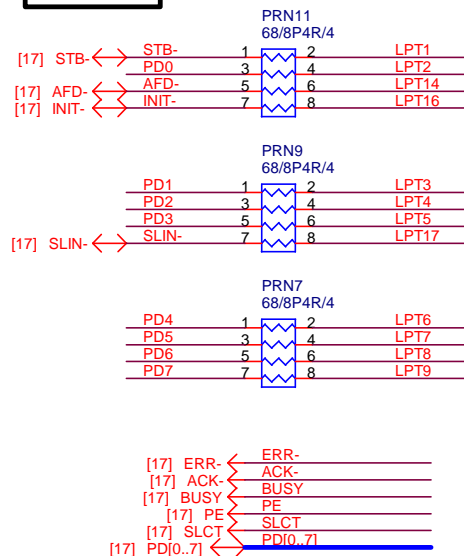 PRN11
68/8P4R/4
[17] STB- STB- 1 2 LPT1
PD0 3 4 LPT2
[17] AFD- AFD- 5 6 LPT14
[17] INIT- INIT- 7 8 LPT16
PRN9
68/8P4R/4
PD1 1 2 LPT3
PD2 3 4 LPT4
PD3 5 6 LPT5
[17] SLIN- SLIN- 7 8 LPT17
PRN7
68/8P4R/4
PD4 1 2 LPT6
PD5 3 4 LPT7
PD6 5 6 LPT8
PD7 7 8 LPT9
[17] ERR- ERR-
[17] ACK- ACK-
[17] BUSY BUSY
[17] PE PE
[17] SLCT SLCT
[17] PD[0..7] PD[0..7]